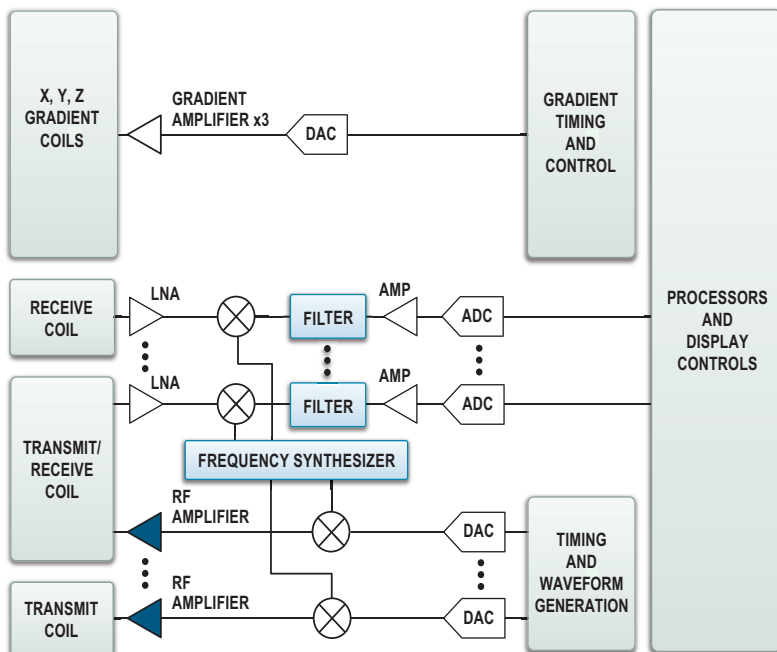 X, Y, Z
GRADIENT
COILS
GRADIENT
AMPLIFIER x3
DAC
GRADIENT
TIMING
AND
CONTROL
PROCESSORS
AND
DISPLAY
CONTROLS
RECEIVE
COIL
LNA
FILTER
AMP
ADC
LNA
FILTER
AMP
ADC
TRANSMIT/
RECEIVE
COIL
FREQUENCY SYNTHESIZER
RF
AMPLIFIER
DAC
TIMING
AND
WAVEFORM
GENERATION
TRANSMIT
COIL
RF
AMPLIFIER
DAC